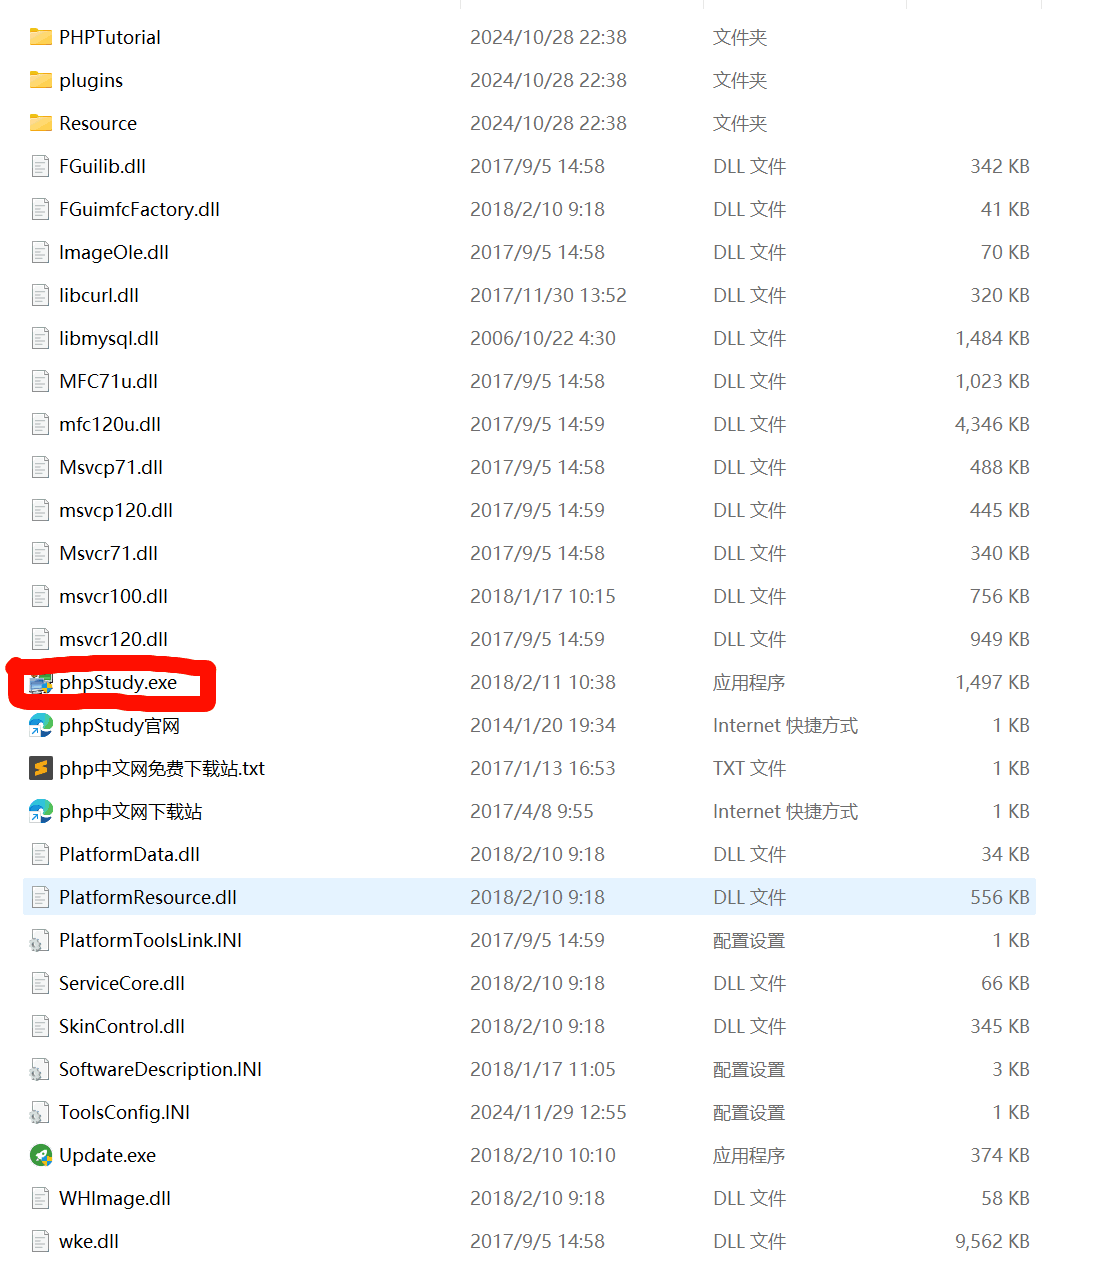 PHPTutorial 2024/10/28 22:38 文件夹
plugins 2024/10/28 22:38 文件夹
Resource 2024/10/28 22:38 文件夹
FGuilib.dll 2017/9/5 14:58 DLL 文件 342 KB
FGuimfcFactory.dll 2018/2/10 9:18 DLL 文件 41 KB
ImageOle.dll 2017/9/5 14:58 DLL 文件 70 KB
libcurl.dll 2017/11/30 13:52 DLL 文件 320 KB
libmysql.dll 2006/10/22 4:30 DLL 文件 1,484 KB
MFC71u.dll 2017/9/5 14:58 DLL 文件 1,023 KB
mfc120u.dll 2017/9/5 14:59 DLL 文件 4,346 KB
Msvcp71.dll 2017/9/5 14:58 DLL 文件 488 KB
msvcp120.dll 2017/9/5 14:59 DLL 文件 445 KB
Msvcr71.dll 2017/9/5 14:58 DLL 文件 340 KB
msvcr100.dll 2018/1/17 10:15 DLL 文件 756 KB
msvcr120.dll 2017/9/5 14:59 DLL 文件 949 KB
phpStudy.exe 2018/2/11 10:38 应用程序 1,497 KB
phpStudy官网 2014/1/20 19:34 Internet 快捷方式 1 KB
php中文网免费下载站.txt 2017/1/13 16:53 TXT 文件 1 KB
php中文网下载站 2017/4/8 9:55 Internet 快捷方式 1 KB
PlatformData.dll 2018/2/10 9:18 DLL 文件 34 KB
PlatformResource.dll 2018/2/10 9:18 DLL 文件 556 KB
PlatformToolsLink.INI 2017/9/5 14:59 配置设置 1 KB
ServiceCore.dll 2018/2/10 9:18 DLL 文件 66 KB
SkinControl.dll 2018/2/10 9:18 DLL 文件 345 KB
SoftwareDescription.INI 2018/1/17 11:05 配置设置 3 KB
ToolsConfig.INI 2024/11/29 12:55 配置设置 1 KB
Update.exe 2018/2/10 10:10 应用程序 374 KB
WHImage.dll 2018/2/10 9:18 DLL 文件 58 KB
wke.dll 2017/9/5 14:58 DLL 文件 9,562 KB